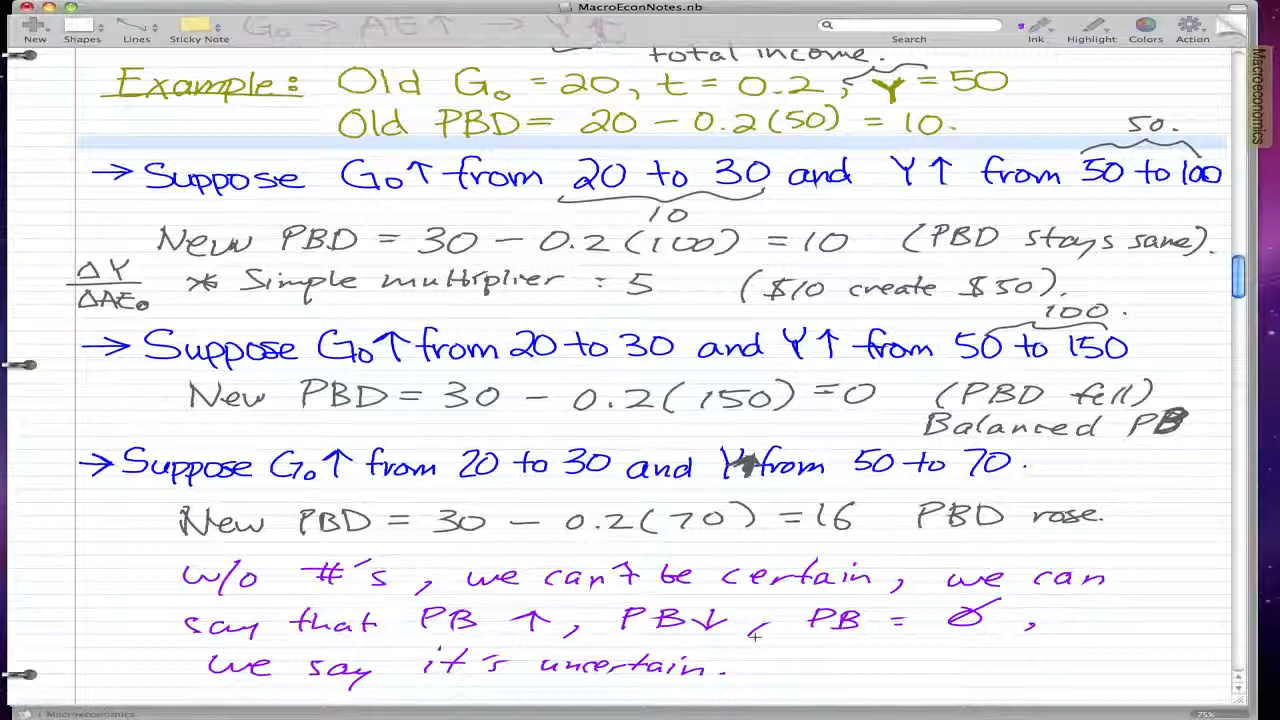 MacroEconNotes.nb
New Shapes Lines Sticky Note Search Ink Highlight Colors Action
G₀ → AE↑ → Y↑
total income.
Example: Old G₀ = 20, t = 0.2, Y = 50
Old PBD = 20 - 0.2(50) = 10.
50.
→ Suppose G₀↑ from 20 to 30 and Y↑ from 50 to 100
10
New PBD = 30 - 0.2(100) = 10 (PBD stays same).
ΔY/ΔAE₀ * Simple multiplier = 5 ($10 create $50).
100.
→ Suppose G₀↑ from 20 to 30 and Y↑ from 50 to 150
New PBD = 30 - 0.2(150) = 0 (PBD fell)
Balanced PB
→ Suppose G₀↑ from 20 to 30 and Y↑ from 50 to 70.
New PBD = 30 - 0.2(70) = 16 PBD rose.
w/o #'s, we can't be certain, we can
say that PB ↑, PB↓, PB = Ø,
we say it's uncertain.
Macroeconomics
Macroeconomics
75%